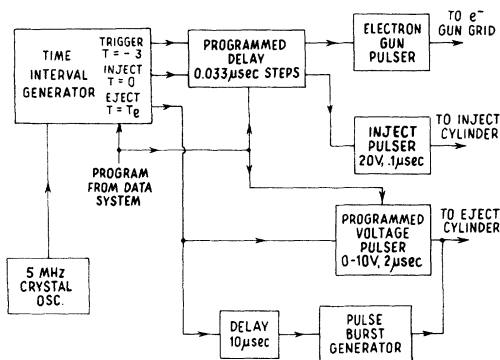 TIME
INTERVAL
GENERATOR
TRIGGER
T = - 3
INJECT
T = 0
EJECT
T = Te
PROGRAMMED
DELAY
0.033 μsec STEPS
ELECTRON
GUN
PULSER
TO e⁻
GUN GRID
INJECT
PULSER
20V, .1μsec
TO INJECT
CYLINDER
PROGRAM
FROM DATA
SYSTEM
PROGRAMMED
VOLTAGE
PULSER
0-10V, 2μsec
TO EJECT
CYLINDER
5 MHz
CRYSTAL
OSC.
DELAY
10μsec
PULSE
BURST
GENERATOR